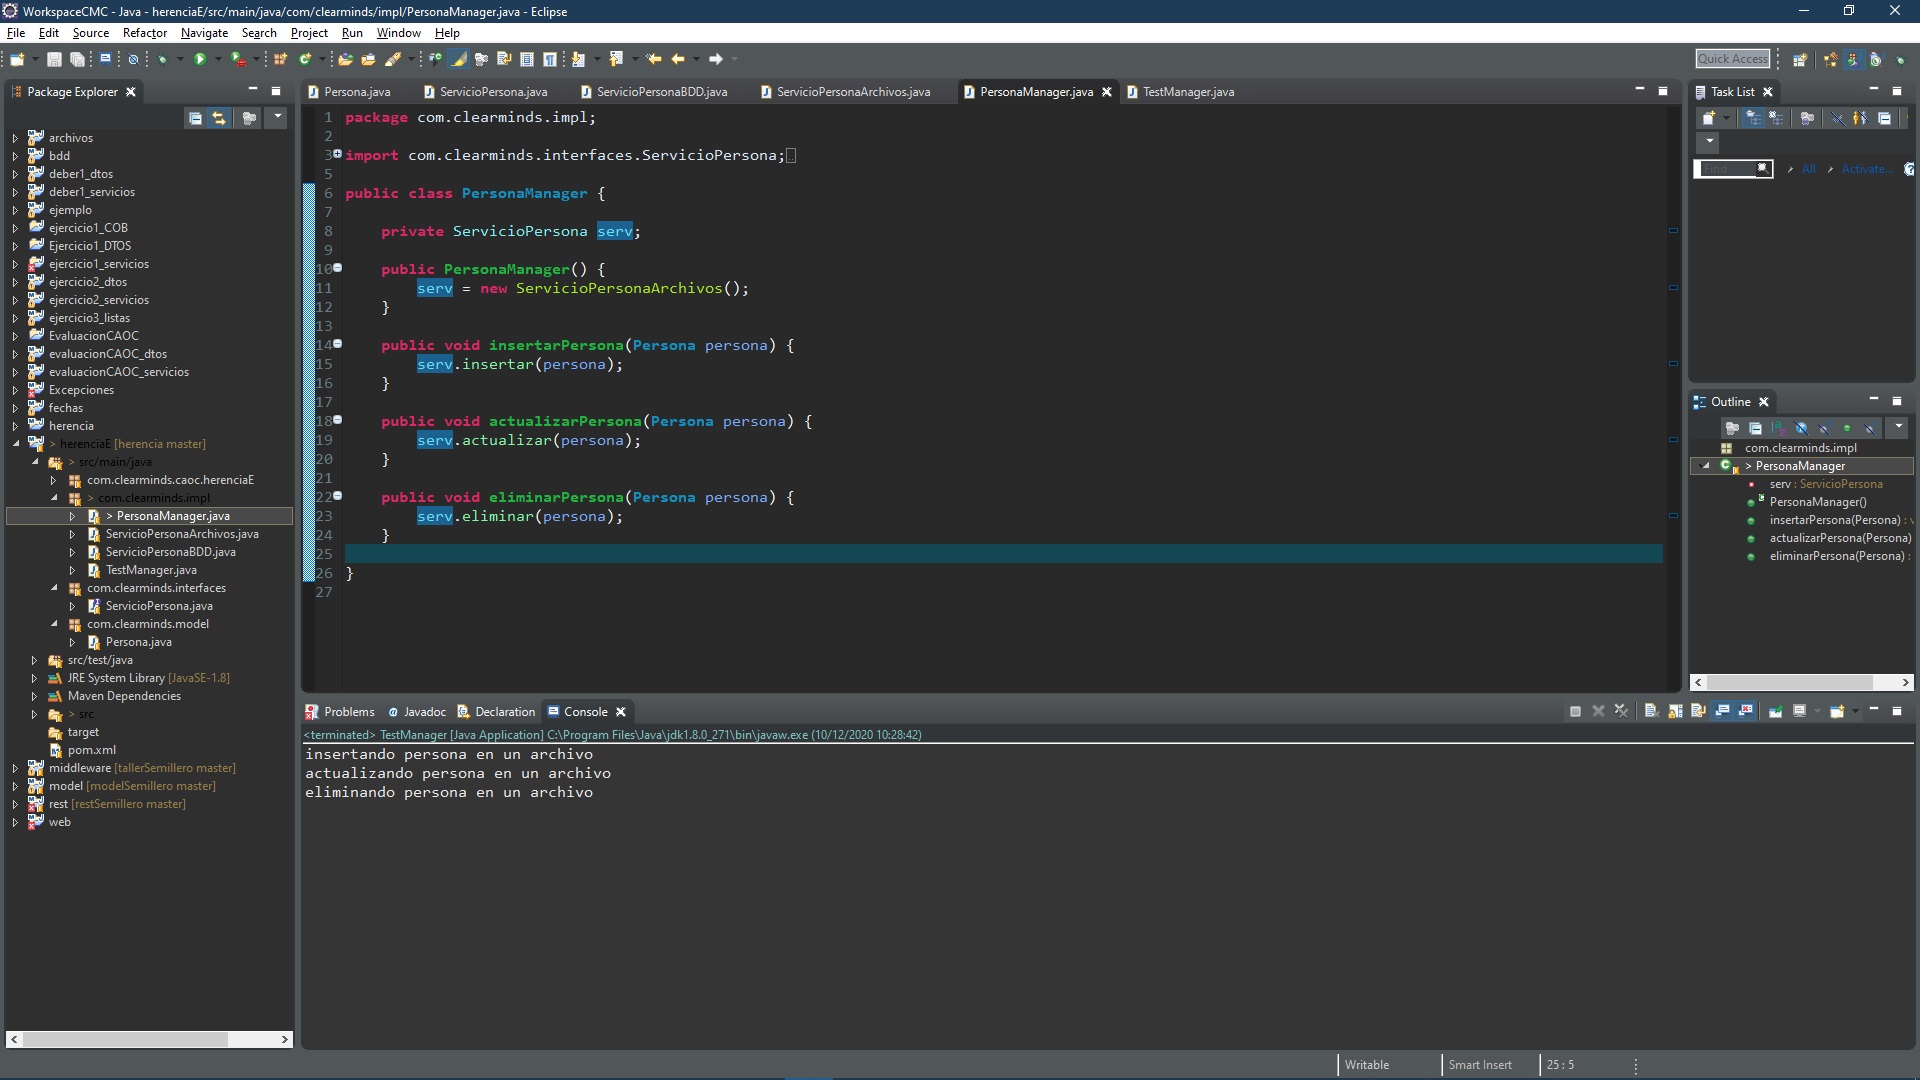 WorkspaceCMC - Java - herenciaE/src/main/java/com/clearminds/impl/PersonaManager.java - Eclipse
File Edit Source Refactor Navigate Search Project Run Window Help
Quick Access
Package Explorer
archivos
bdd
deber1_dtos
deber1_servicios
ejemplo
ejercicio1_COB
Ejercicio1_DTOS
ejercicio1_servicios
ejercicio2_dtos
ejercicio2_servicios
ejercicio3_listas
EvaluacionCAOC
evaluacionCAOC_dtos
evaluacionCAOC_servicios
Excepciones
fechas
herencia
> herenciaE [herencia master]
> src/main/java
com.clearminds.caoc.herenciaE
> com.clearminds.impl
> PersonaManager.java
ServicioPersonaArchivos.java
ServicioPersonaBDD.java
TestManager.java
com.clearminds.interfaces
ServicioPersona.java
com.clearminds.model
Persona.java
src/test/java
JRE System Library [JavaSE-1.8]
Maven Dependencies
> src
target
pom.xml
middleware [tallerSemillero master]
model [modelSemillero master]
rest [restSemillero master]
web
Persona.java ServicioPersona.java ServicioPersonaBDD.java ServicioPersonaArchivos.java PersonaManager.java TestManager.java
1 package com.clearminds.impl;
2
3 import com.clearminds.interfaces.ServicioPersona;
5
6 public class PersonaManager {
7
8 private ServicioPersona serv;
9
10 public PersonaManager() {
11 serv = new ServicioPersonaArchivos();
12 }
13
14 public void insertarPersona(Persona persona) {
15 serv.insertar(persona);
16 }
17
18 public void actualizarPersona(Persona persona) {
19 serv.actualizar(persona);
20 }
21
22 public void eliminarPersona(Persona persona) {
23 serv.eliminar(persona);
24 }
25
26 }
27
Problems Javadoc Declaration Console
<terminated> TestManager [Java Application] C:\Program Files\Java\jdk1.8.0_271\bin\javaw.exe (10/12/2020 10:28:42)
insertando persona en un archivo
actualizando persona en un archivo
eliminando persona en un archivo
Task List
Find All Activate...
Outline
com.clearminds.impl
> PersonaManager
serv : ServicioPersona
PersonaManager()
insertarPersona(Persona) : v
actualizarPersona(Persona)
eliminarPersona(Persona) :
Writable Smart Insert 25 : 5